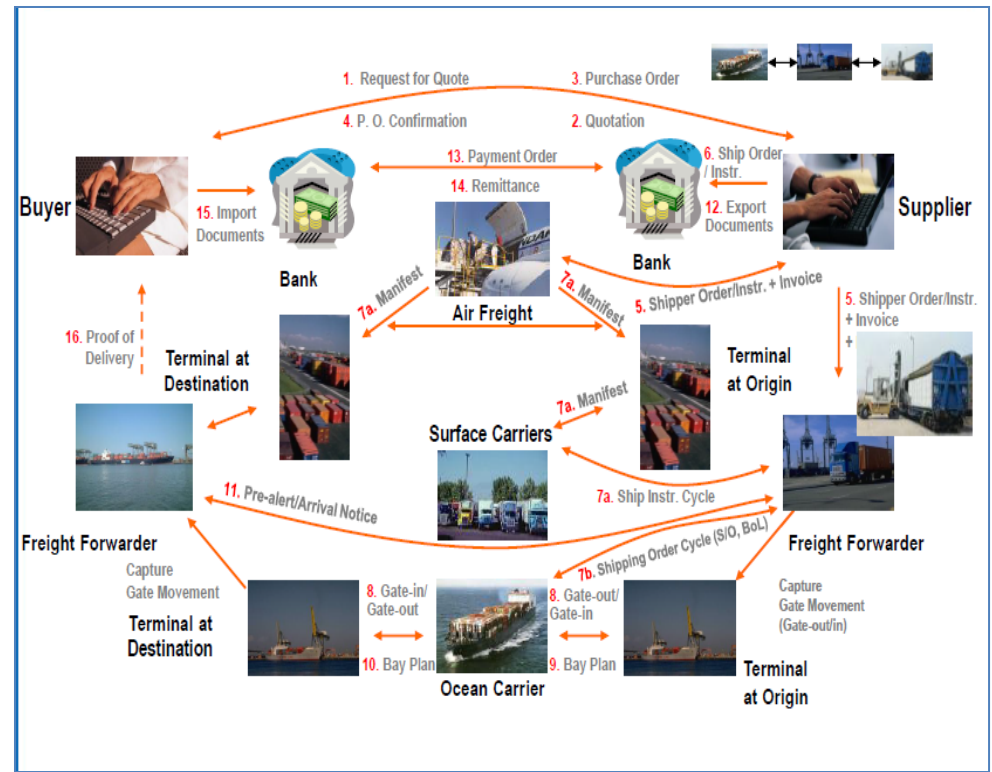 1. Request for Quote
3. Purchase Order
4. P. O. Confirmation
2. Quotation
Buyer
15. Import
Documents
Bank
13. Payment Order
14. Remittance
6. Ship Order
/ Instr.
12. Export
Documents
Bank
Supplier
Air Freight
7a. Manifest
7a. Manifest
5. Shipper Order/Instr. + Invoice
5. Shipper Order/Instr.
+ Invoice
+
16. Proof of
Delivery
Terminal at
Destination
Terminal
at Origin
7a. Manifest
Surface Carriers
7a. Ship Instr. Cycle
11. Pre-alert/Arrival Notice
7b. Shipping Order Cycle (S/O, BoL)
Freight Forwarder
Freight Forwarder
Capture
Gate Movement
Capture
Gate Movement
(Gate-out/in)
Terminal at
Destination
8. Gate-in/
Gate-out
10. Bay Plan
Ocean Carrier
8. Gate-out/
Gate-in
9. Bay Plan
Terminal
at Origin